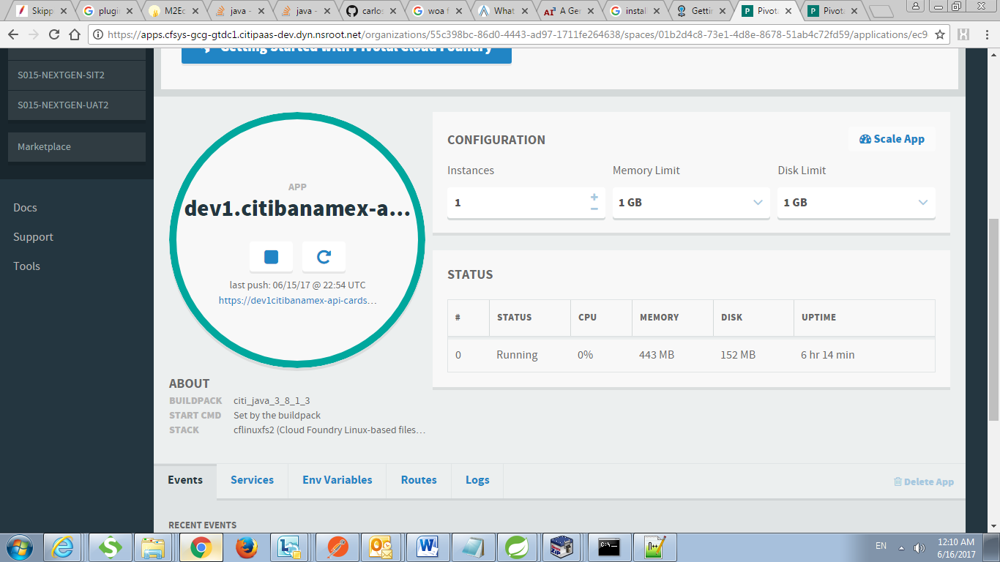 Skipp
plugin
M2Ec
java -
java -
carlos
woa f
What
A Ger
instal
Getti
Pivota
Pivota
https://apps.cfsys-gcg-gtdc1.citipaas-dev.dyn.nsroot.net/organizations/55c398bc-86d0-4443-ad97-1711fe264638/spaces/01b2d4c8-73e1-4d8e-8678-51ab4c72fd59/applications/ec9
Getting Started with Pivotal Cloud Foundry
S015-NEXTGEN-SIT2
S015-NEXTGEN-UAT2
Marketplace
Docs
Support
Tools
APP
dev1.citibanamex-a...
last push: 06/15/17 @ 22:54 UTC
https://dev1citibanamex-api-cards...
CONFIGURATION
Scale App
Instances Memory Limit Disk Limit
1 1 GB 1 GB
STATUS
# STATUS CPU MEMORY DISK UPTIME
0 Running 0% 443 MB 152 MB 6 hr 14 min
ABOUT
BUILDPACK citi_java_3_8_1_3
START CMD Set by the buildpack
STACK cflinuxfs2 (Cloud Foundry Linux-based files...
Events Services Env Variables Routes Logs Delete App
RECENT EVENTS
EN
12:10 AM
6/16/2017